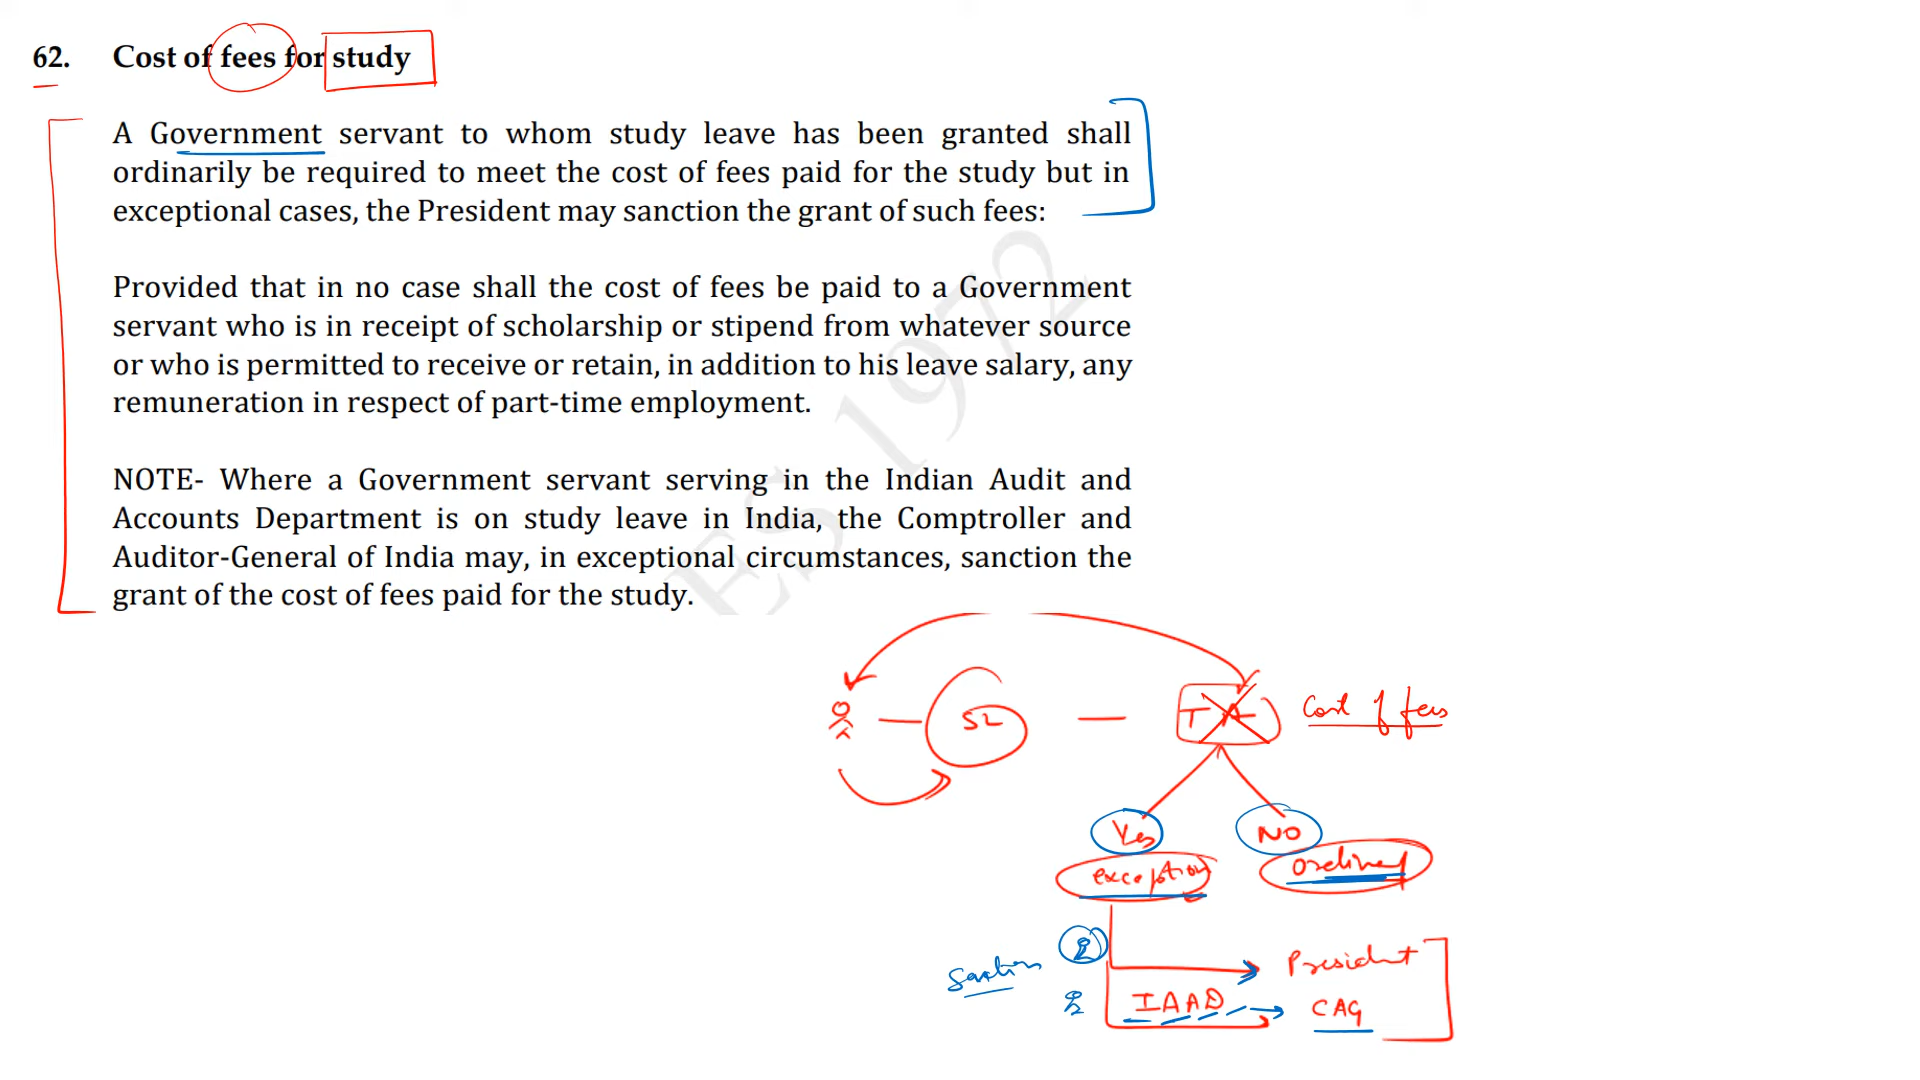 62. Cost of fees for study
A Government servant to whom study leave has been granted shall
ordinarily be required to meet the cost of fees paid for the study but in
exceptional cases, the President may sanction the grant of such fees:
Provided that in no case shall the cost of fees be paid to a Government
servant who is in receipt of scholarship or stipend from whatever source
or who is permitted to receive or retain, in addition to his leave salary, any
remuneration in respect of part-time employment.
NOTE- Where a Government servant serving in the Indian Audit and
Accounts Department is on study leave in India, the Comptroller and
Auditor-General of India may, in exceptional circumstances, sanction the
grant of the cost of fees paid for the study.
ES 1972
SL TA Cost of fees
Yes NO
exception
President
IAAD CAG